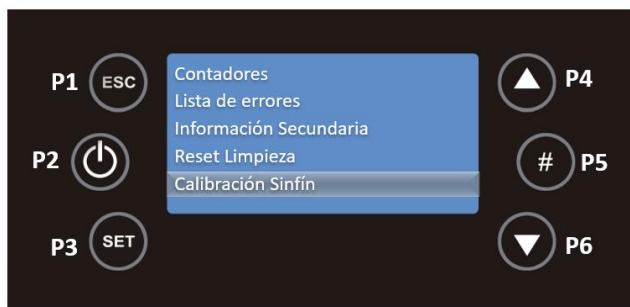 P1
ESC
P2
P3
SET
Contadores
Lista de errores
Información Secundaria
Reset Limpieza
Calibración Sinfín
P4
#
P5
P6